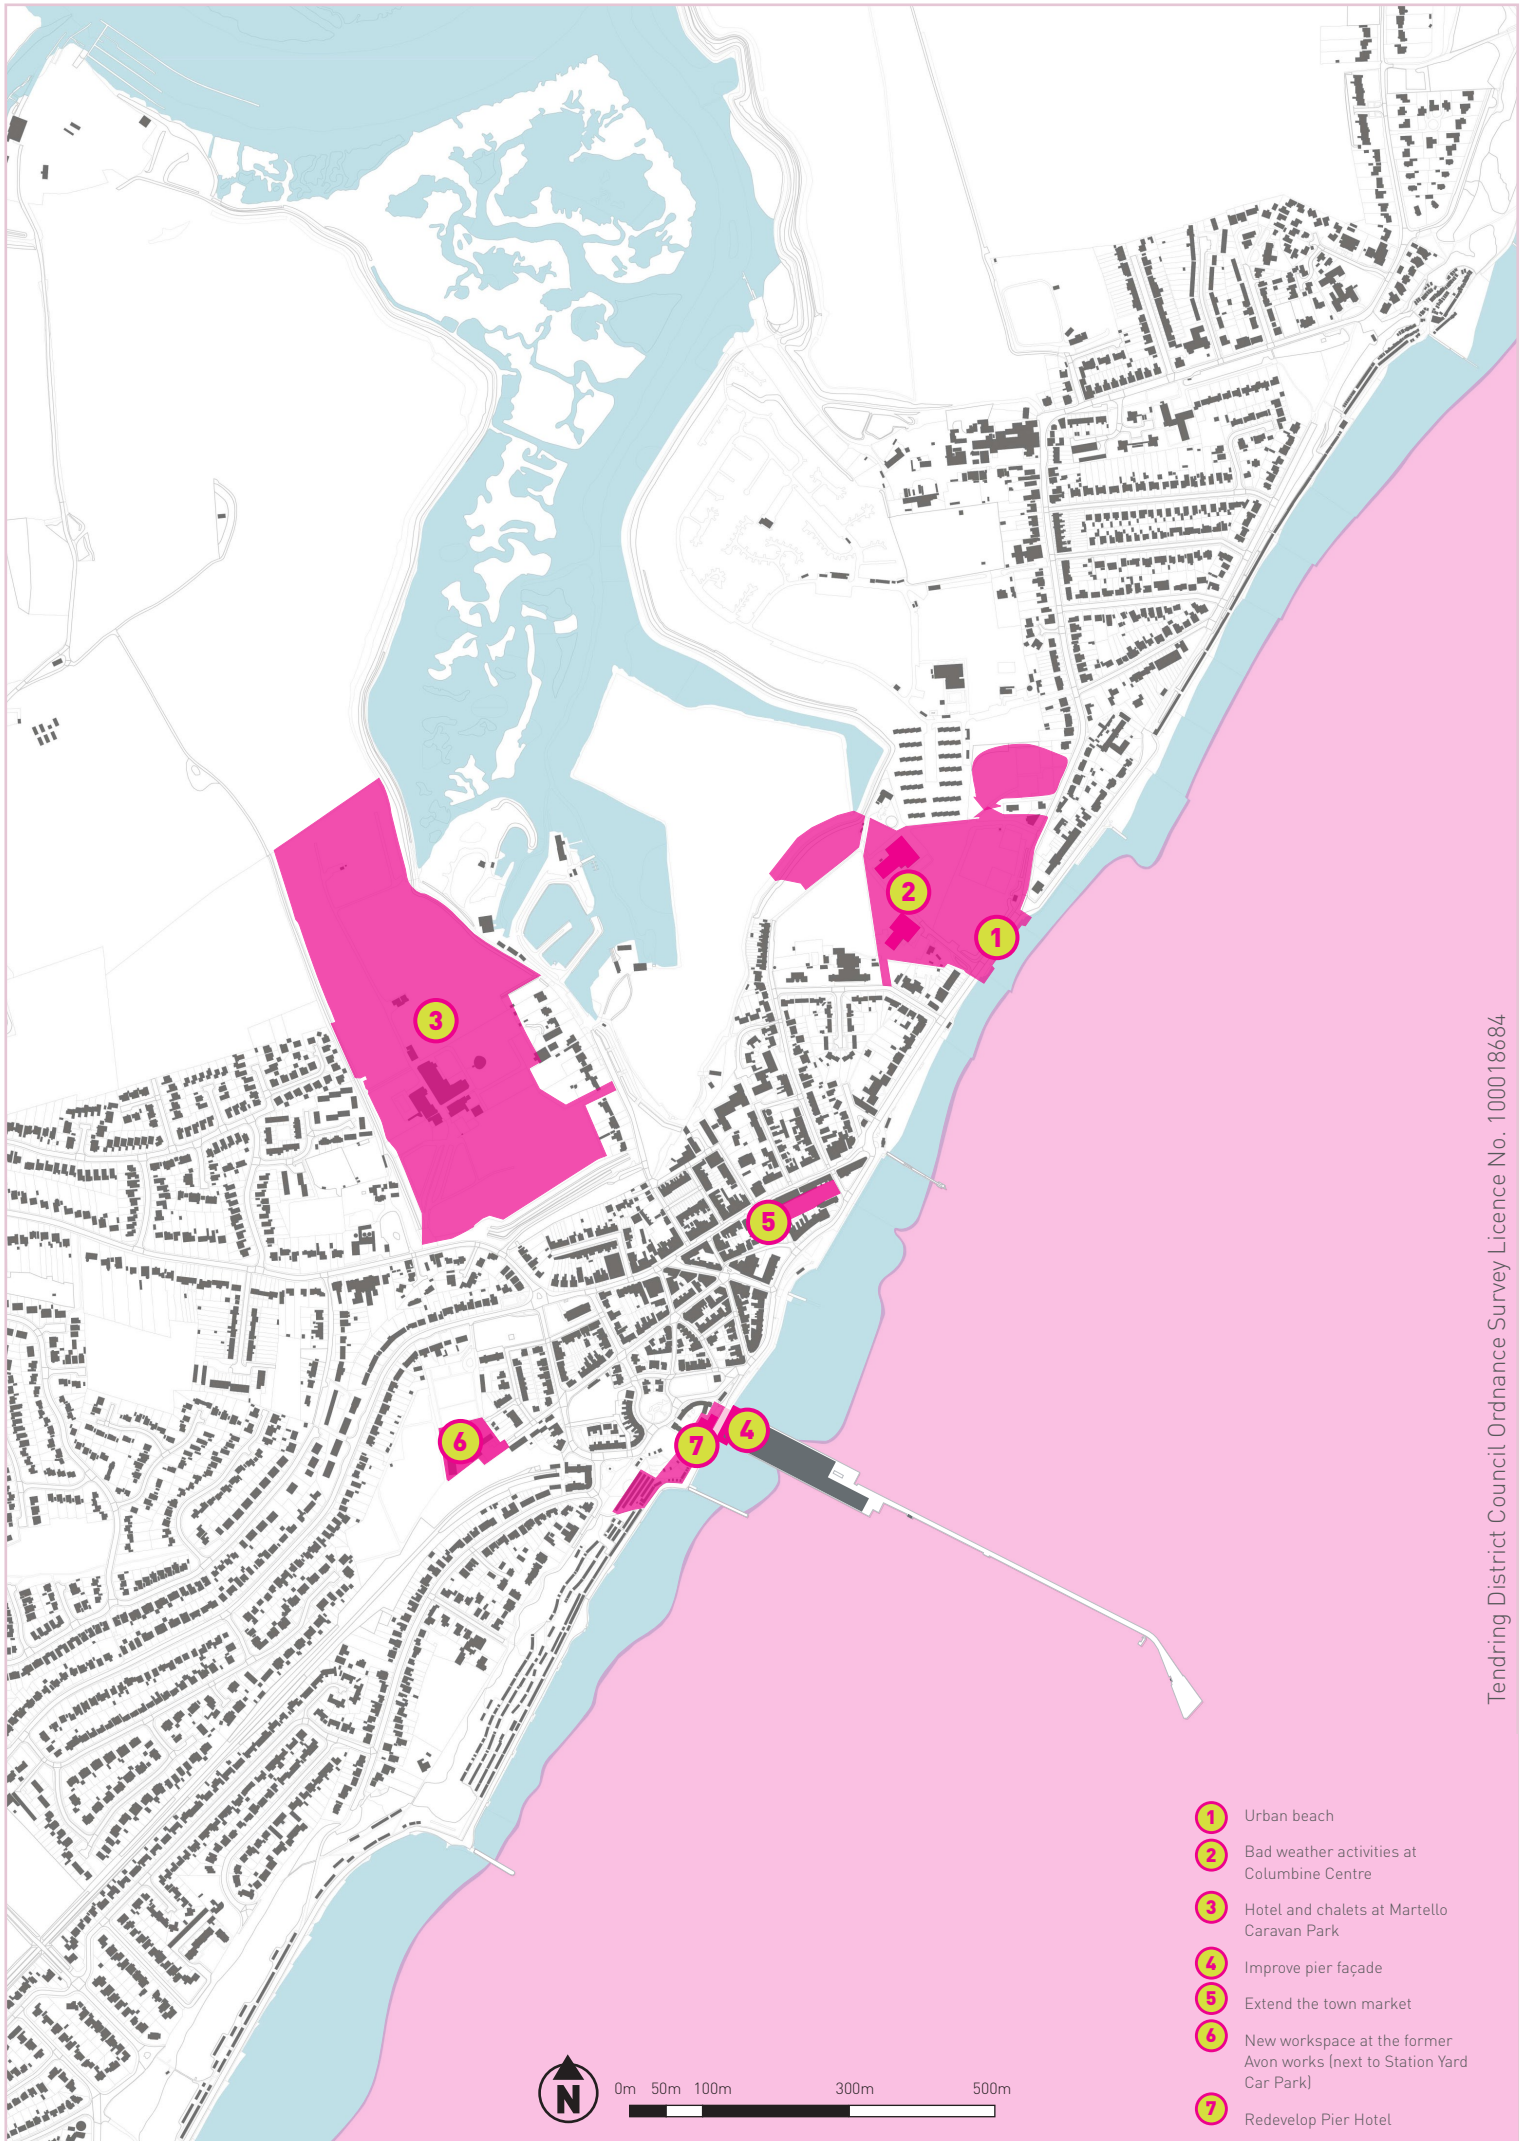 2
1
3
5
6
7
4
Tendring District Council Ordnance Survey Licence No. 100018684
1 Urban beach
2 Bad weather activities at
Columbine Centre
3 Hotel and chalets at Martello
Caravan Park
4 Improve pier façade
5 Extend the town market
6 New workspace at the former
Avon works (next to Station Yard
Car Park)
7 Redevelop Pier Hotel
N
0m 50m 100m 300m 500m